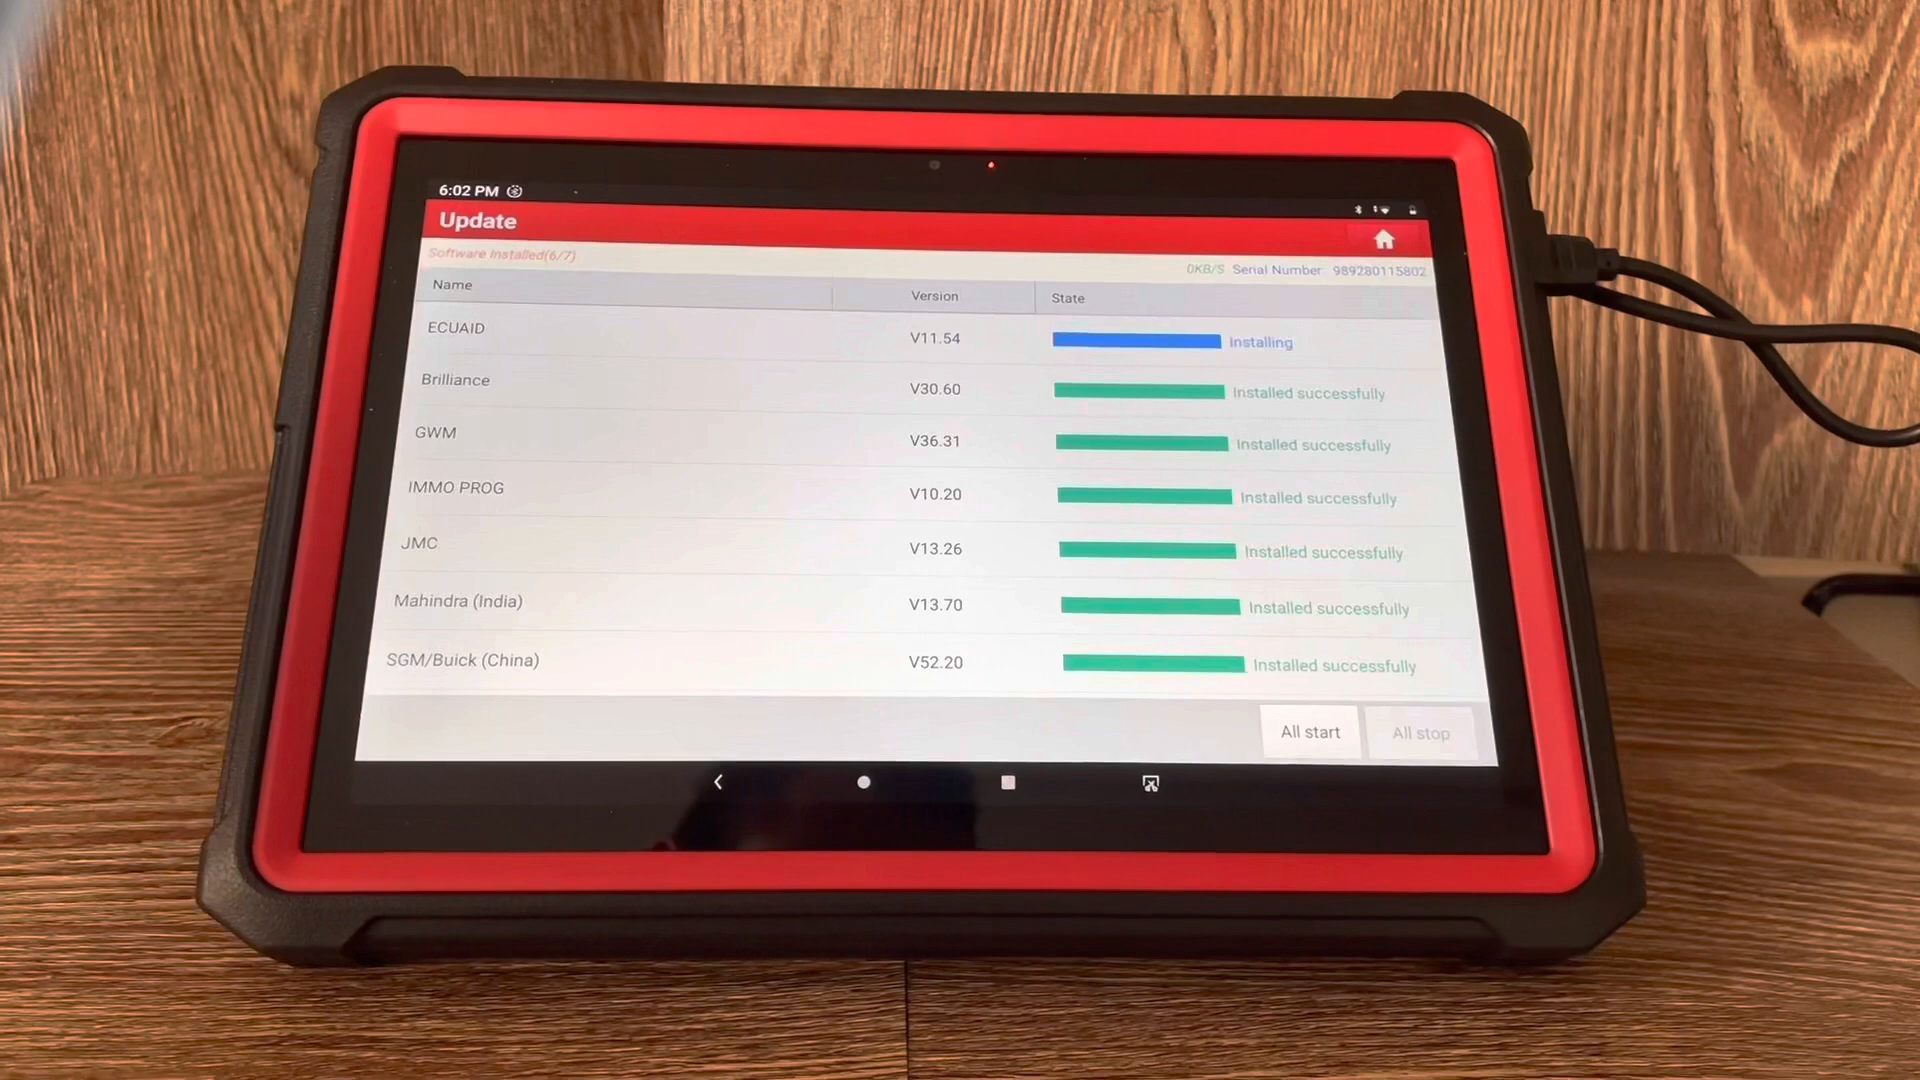 6:02 PM
Update
Software Installed(6/7)
0KB/S Serial Number: 989280115802
Name Version State
ECUAID V11.54 Installing
Brilliance V30.60 Installed successfully
GWM V36.31 Installed successfully
IMMO PROG V10.20 Installed successfully
JMC V13.26 Installed successfully
Mahindra (India) V13.70 Installed successfully
SGM/Buick (China) V52.20 Installed successfully
All start All stop